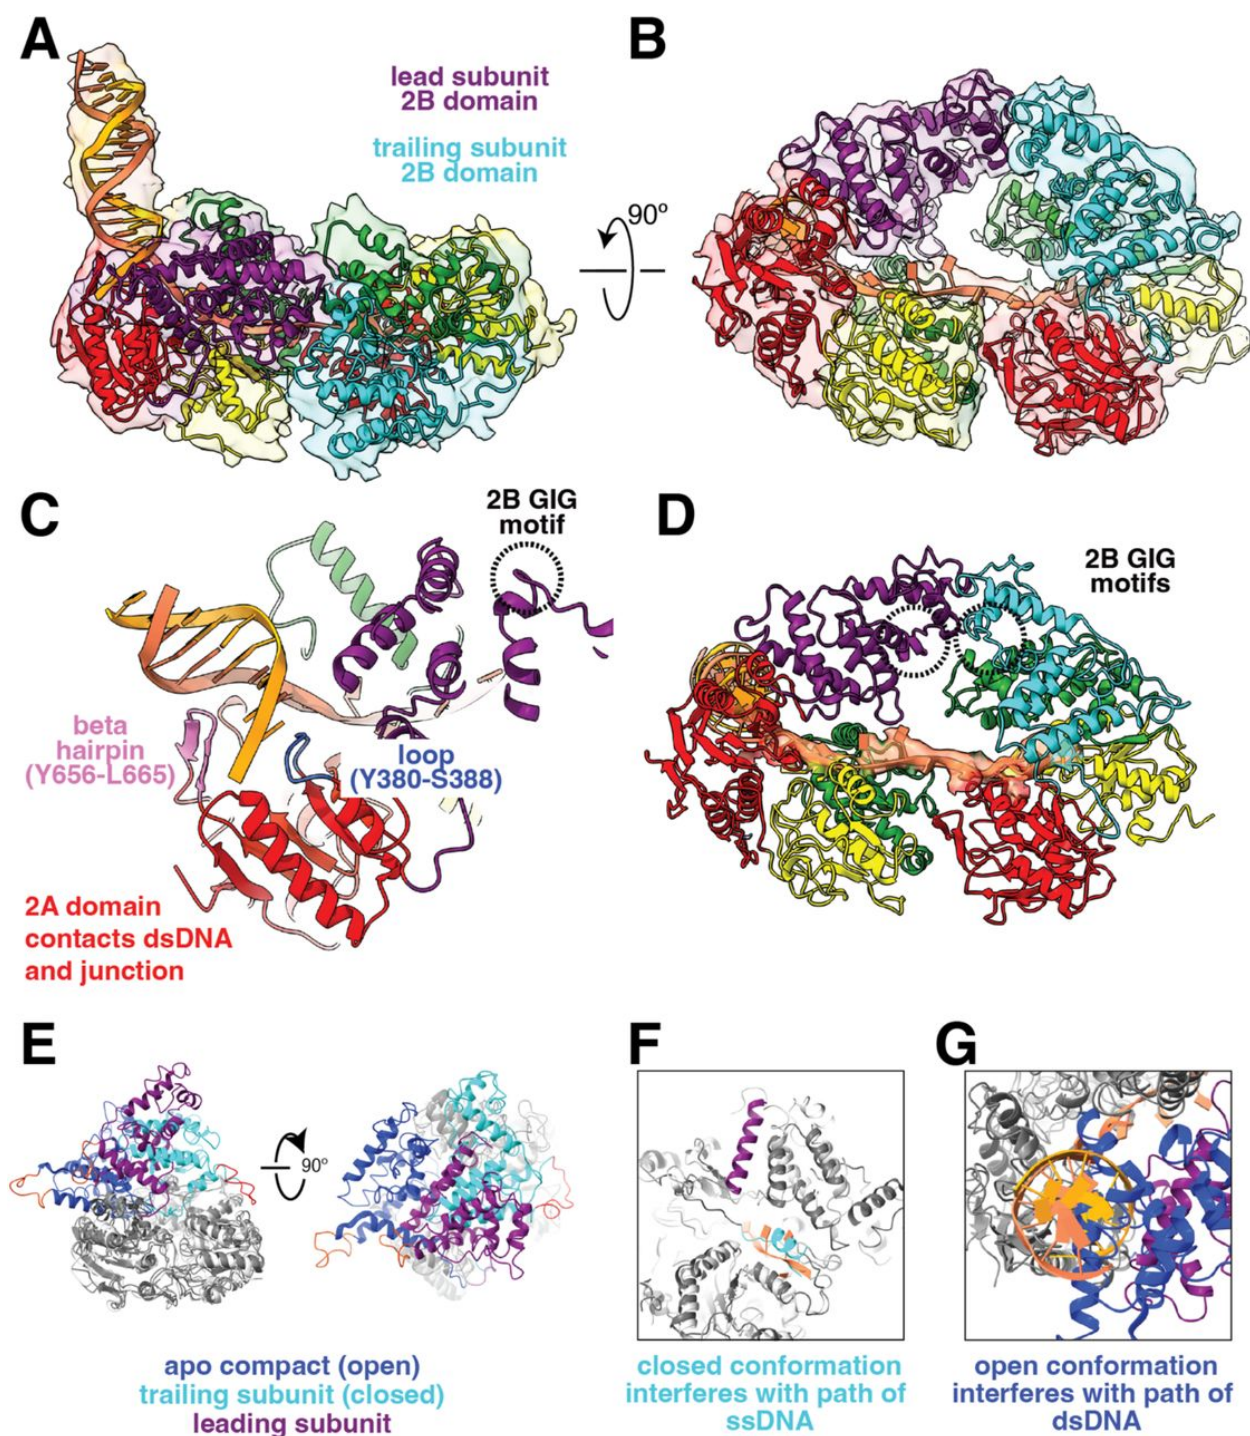 A
lead subunit
2B domain
trailing subunit
2B domain
B
90º
C
2B GIG
motif
beta
hairpin
(Y656-L665)
loop
(Y380-S388)
2A domain
contacts dsDNA
and junction
D
2B GIG
motifs
E
90º
apo compact (open)
trailing subunit (closed)
leading subunit
F
closed conformation
interferes with path of
ssDNA
G
open conformation
interferes with path of
dsDNA